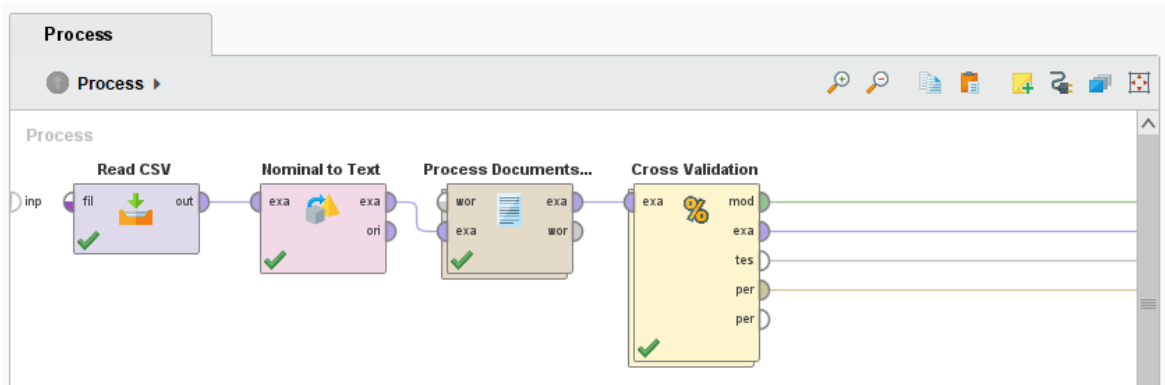 Process
Process
Process
Read CSV
Nominal to Text
Process Documents...
Cross Validation
inp
fil
out
exa
exa
ori
wor
exa
exa
wor
exa
mod
exa
tes
per
per